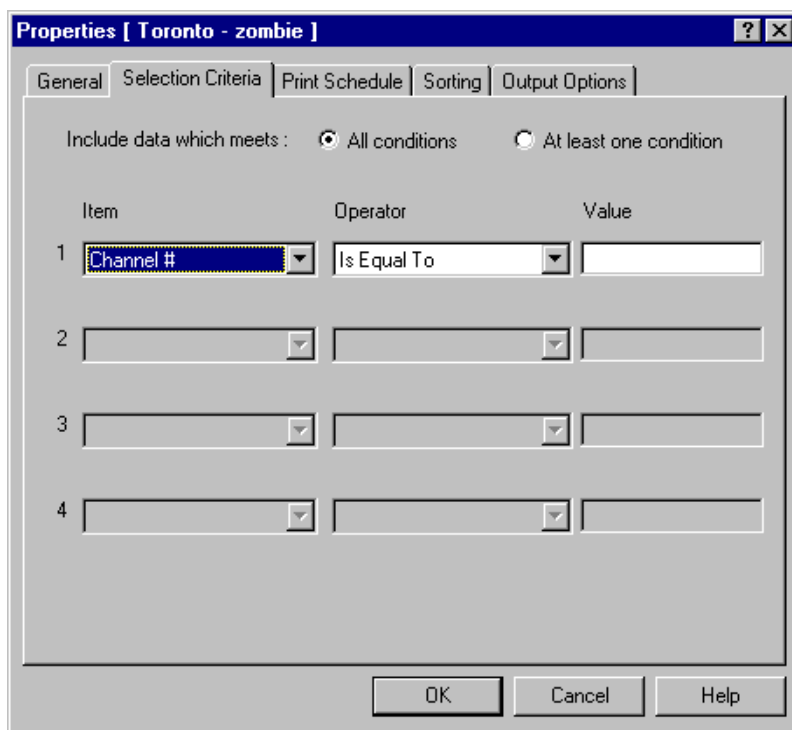 Properties [ Toronto - zombie ]
General Selection Criteria Print Schedule Sorting Output Options
Include data which meets : All conditions At least one condition
Item Operator Value
1 Channel # Is Equal To
2
3
4
OK Cancel Help